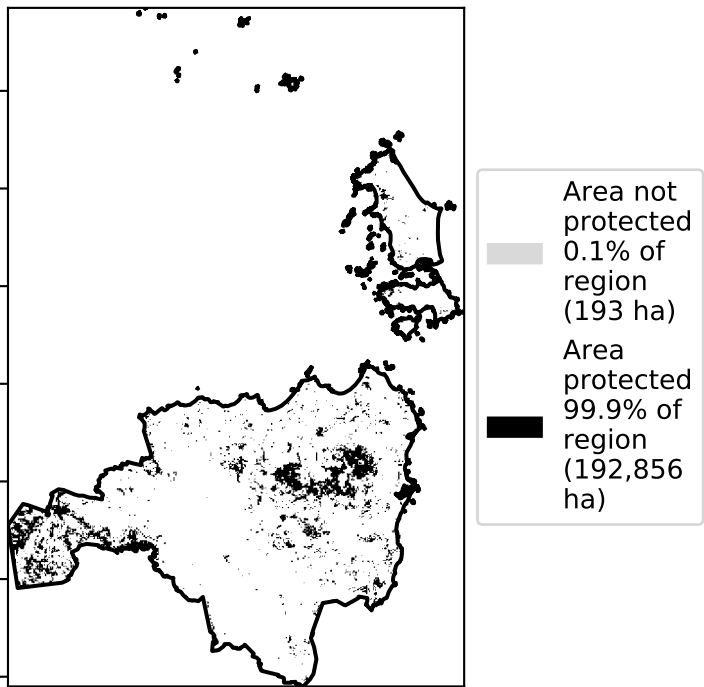 Area not
protected
0.1% of
region
(193 ha)
Area
protected
99.9% of
region
(192,856
ha)